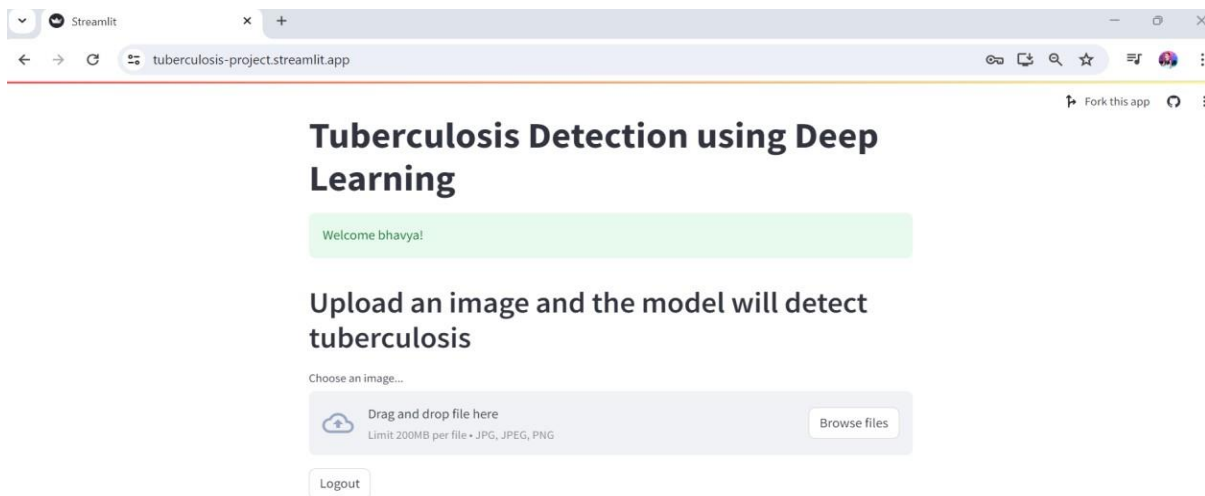 Streamlit
tuberculosis-project.streamlit.app
Fork this app
Tuberculosis Detection using Deep
Learning
Welcome bhavya!
Upload an image and the model will detect
tuberculosis
Choose an image...
Drag and drop file here
Limit 200MB per file • JPG, JPEG, PNG
Browse files
Logout